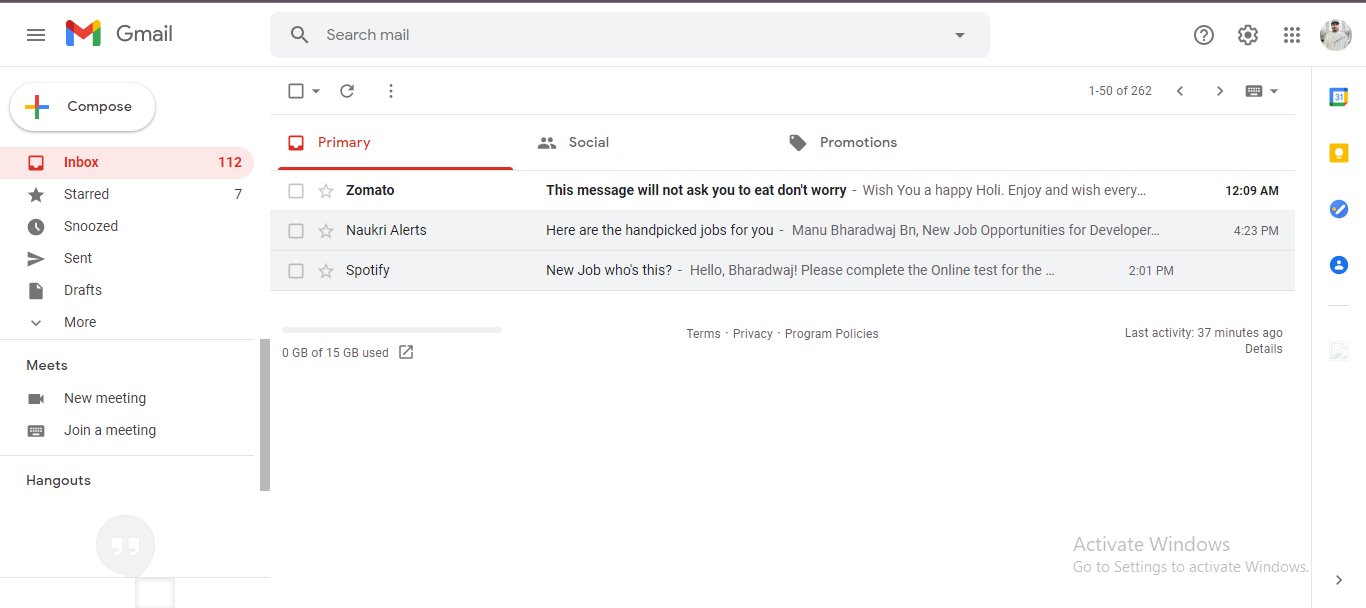 Gmail
Search mail
Compose
1-50 of 262
31
Inbox 112
Primary Social Promotions
Starred 7
Zomato This message will not ask you to eat don't worry - Wish You a happy Holi. Enjoy and wish every... 12:09 AM
Snoozed
Naukri Alerts Here are the handpicked jobs for you - Manu Bharadwaj Bn, New Job Opportunities for Developer... 4:23 PM
Sent
Spotify New Job who's this? - Hello, Bharadwaj! Please complete the Online test for the ... 2:01 PM
Drafts
More
Terms · Privacy · Program Policies
Last activity: 37 minutes ago
Details
0 GB of 15 GB used
Meets
New meeting
Join a meeting
Hangouts
Activate Windows
Go to Settings to activate Windows.